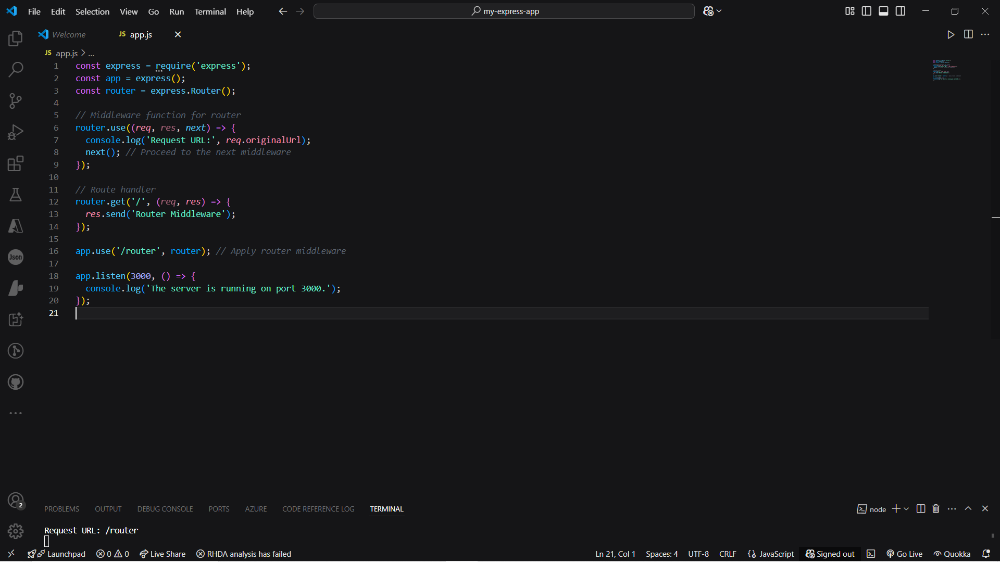 File Edit Selection View Go Run Terminal Help
my-express-app
Welcome
JS app.js
JS app.js > ...
1 const express = require('express');
2 const app = express();
3 const router = express.Router();
4
5 // Middleware function for router
6 router.use((req, res, next) => {
7   console.log('Request URL:', req.originalUrl);
8   next(); // Proceed to the next middleware
9 });
10
11 // Route handler
12 router.get('/', (req, res) => {
13   res.send('Router Middleware');
14 });
15
16 app.use('/router', router); // Apply router middleware
17
18 app.listen(3000, () => {
19   console.log('The server is running on port 3000.');
20 });
21
Json
2
PROBLEMS OUTPUT DEBUG CONSOLE PORTS AZURE CODE REFERENCE LOG TERMINAL
node
Request URL: /router
Launchpad 0 0 Live Share RHDA analysis has failed
Ln 21, Col 1 Spaces: 4 UTF-8 CRLF {} JavaScript Signed out Go Live Quokka